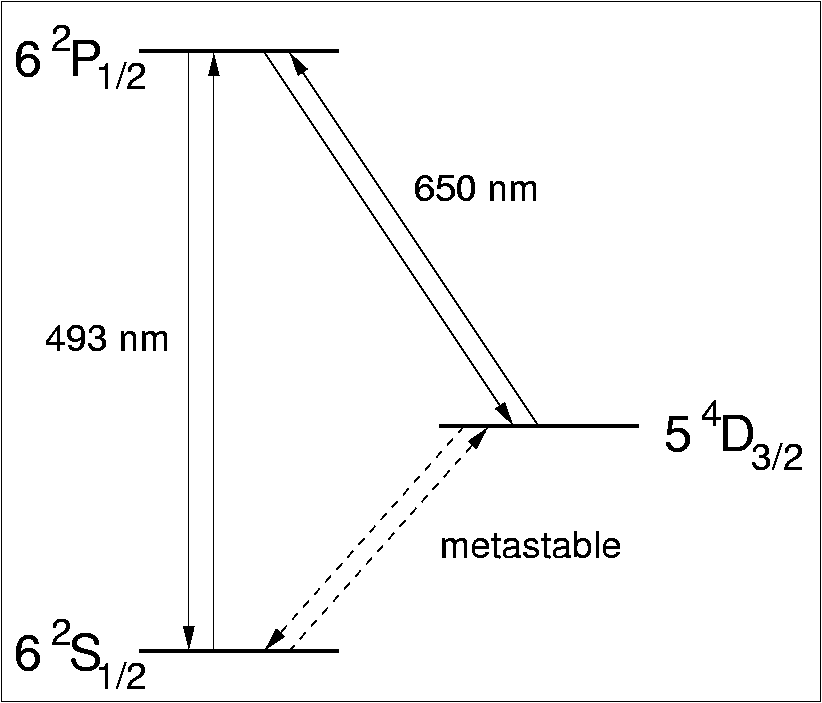 6 ²P₁/₂
650 nm
493 nm
5 ⁴D₃/₂
metastable
6 ²S₁/₂